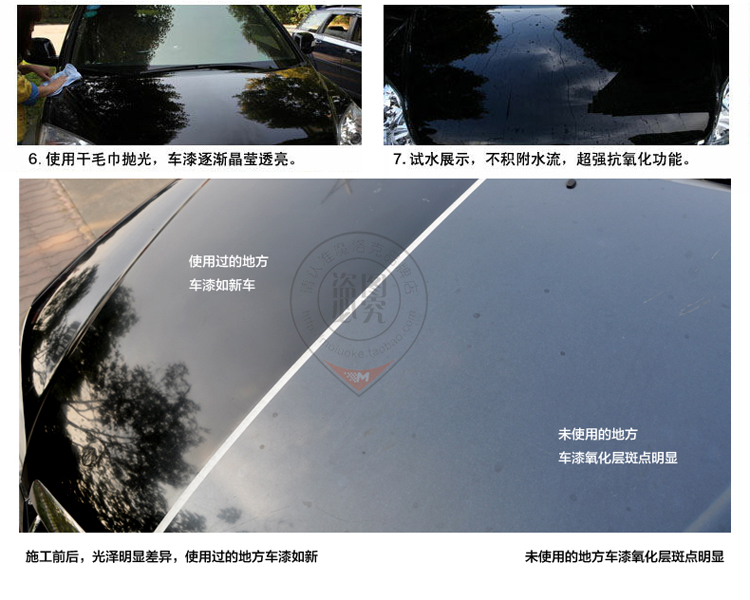 6. 使用干毛巾抛光，车漆逐渐晶莹透亮。
7. 试水展示，不积附水流，超强抗氧化功能。
使用过的地方
车漆如新车
盗图
必究
未使用的地方
车漆氧化层斑点明显
施工前后，光泽明显差异，使用过的地方车漆如新
未使用的地方车漆氧化层斑点明显